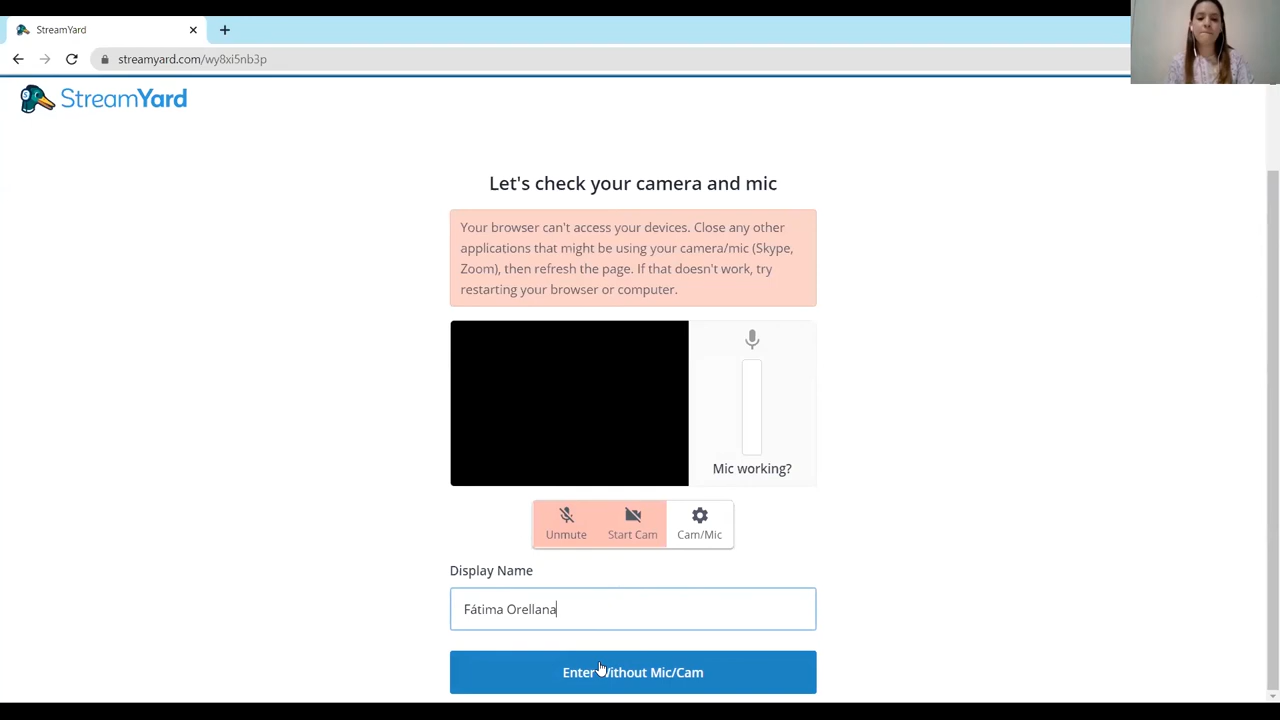 StreamYard
streamyard.com/wy8xi5nb3p
StreamYard
Let's check your camera and mic
Your browser can't access your devices. Close any other
applications that might be using your camera/mic (Skype,
Zoom), then refresh the page. If that doesn't work, try
restarting your browser or computer.
Mic working?
Unmute
Start Cam
Cam/Mic
Display Name
Fátima Orellana
Enter Without Mic/Cam